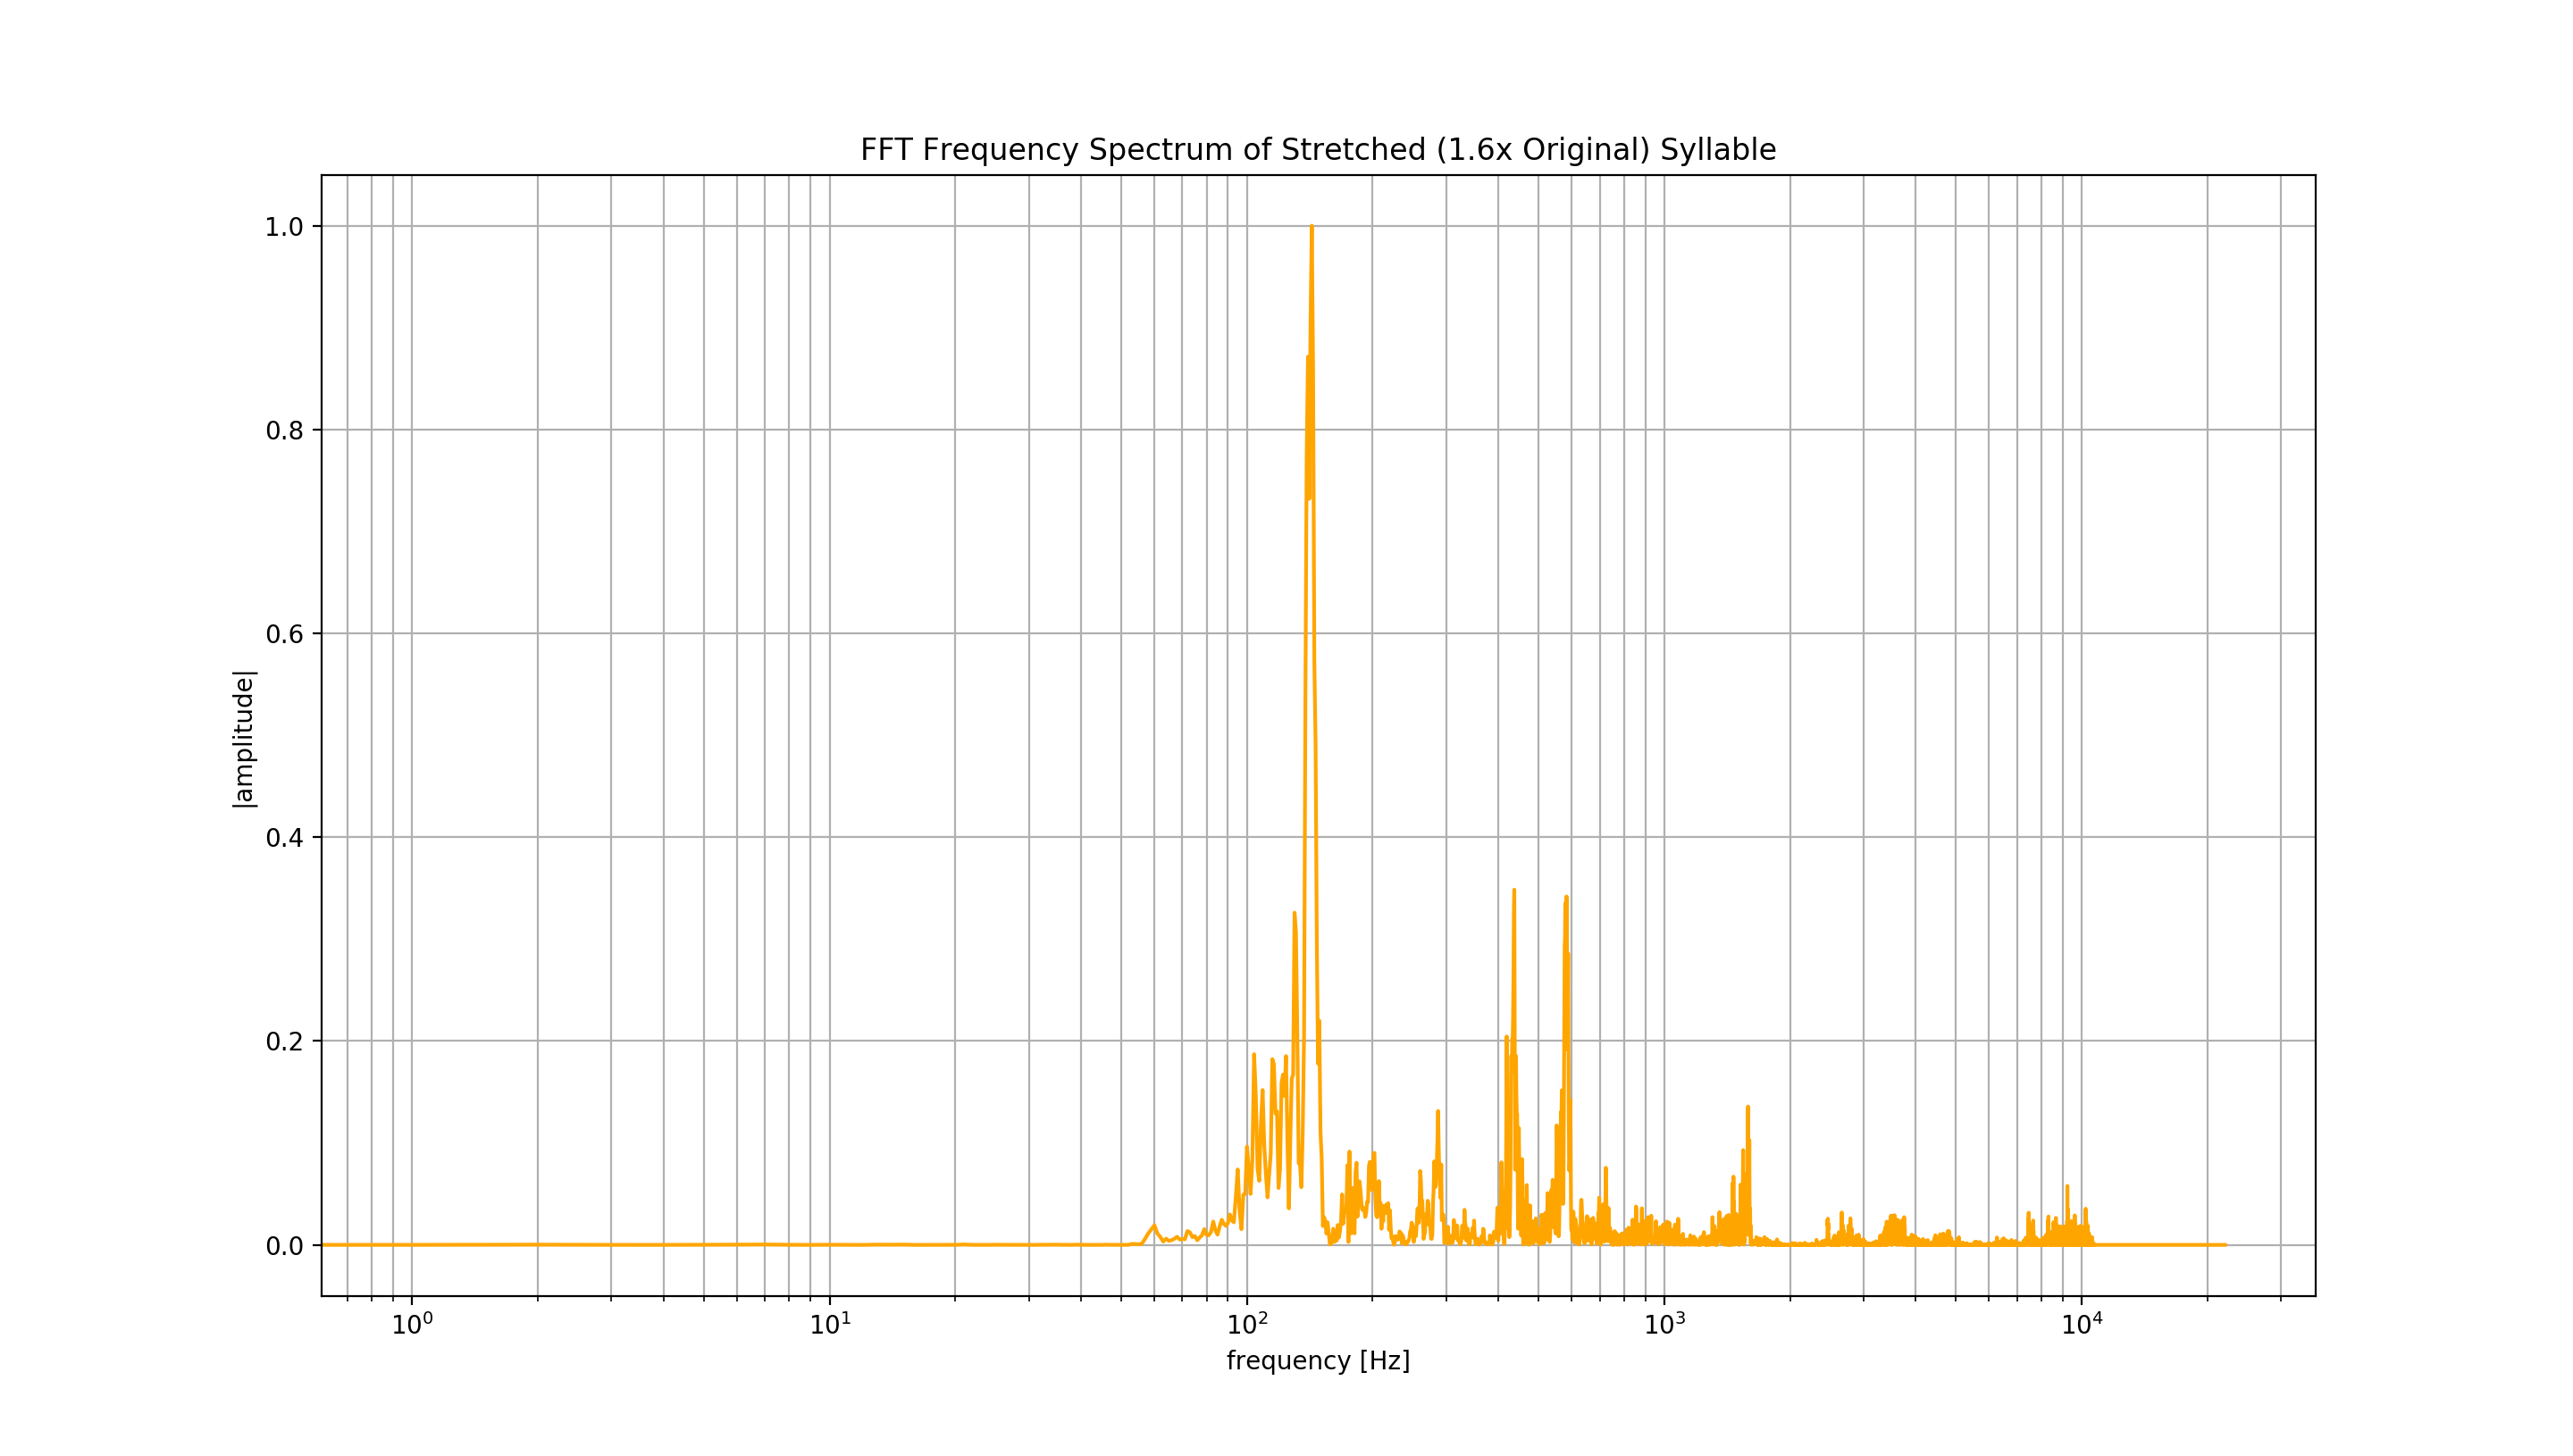 FFT Frequency Spectrum of Stretched (1.6x Original) Syllable
1.0
0.8
0.6
0.4
0.2
0.0
|amplitude|
10⁰ 10¹ 10² 10³ 10⁴
frequency [Hz]